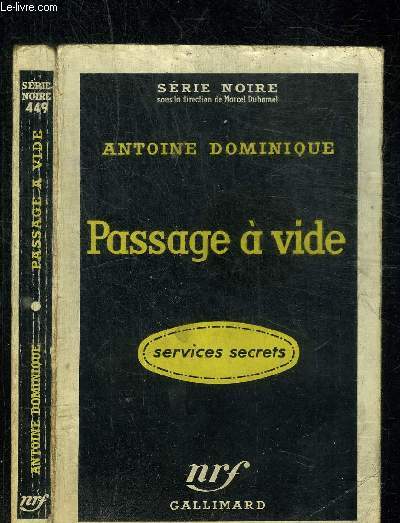 Le-livre.com
SÉRIE
NOIRE
449
PASSAGE A VIDE
ANTOINE DOMINIQUE
nrf
SÉRIE NOIRE
sous la direction de Marcel Duhamel
ANTOINE DOMINIQUE
Passage à vide
services secrets
nrf
GALLIMARD